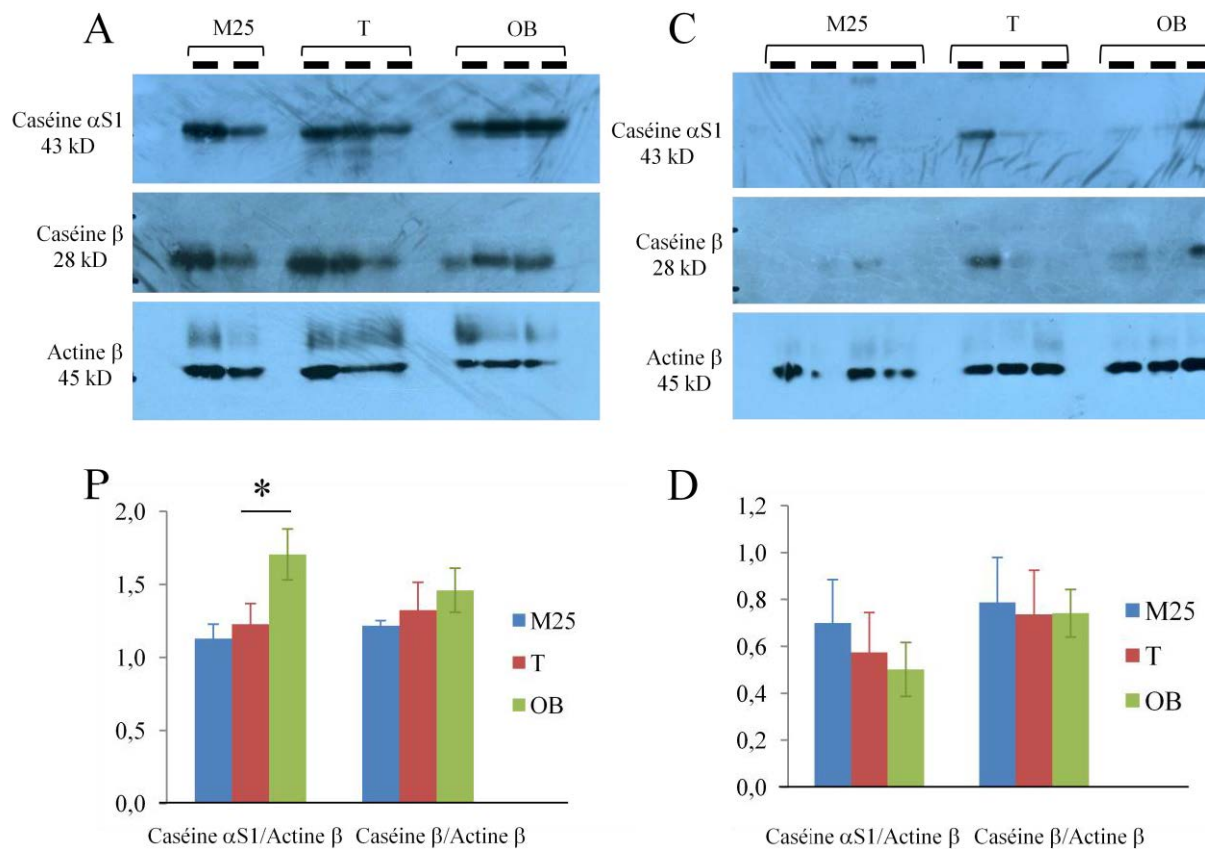 A
M25 T OB
Caséine αS1
43 kD
Caséine β
28 kD
Actine β
45 kD
C
M25 T OB
Caséine αS1
43 kD
Caséine β
28 kD
Actine β
45 kD
P
*
2,0
1,5
1,0
0,5
0,0
M25
T
OB
Caséine αS1/Actine β Caséine β/Actine β
D
1,2
1,0
0,8
0,6
0,4
0,2
0,0
M25
T
OB
Caséine αS1/Actine β Caséine β/Actine β